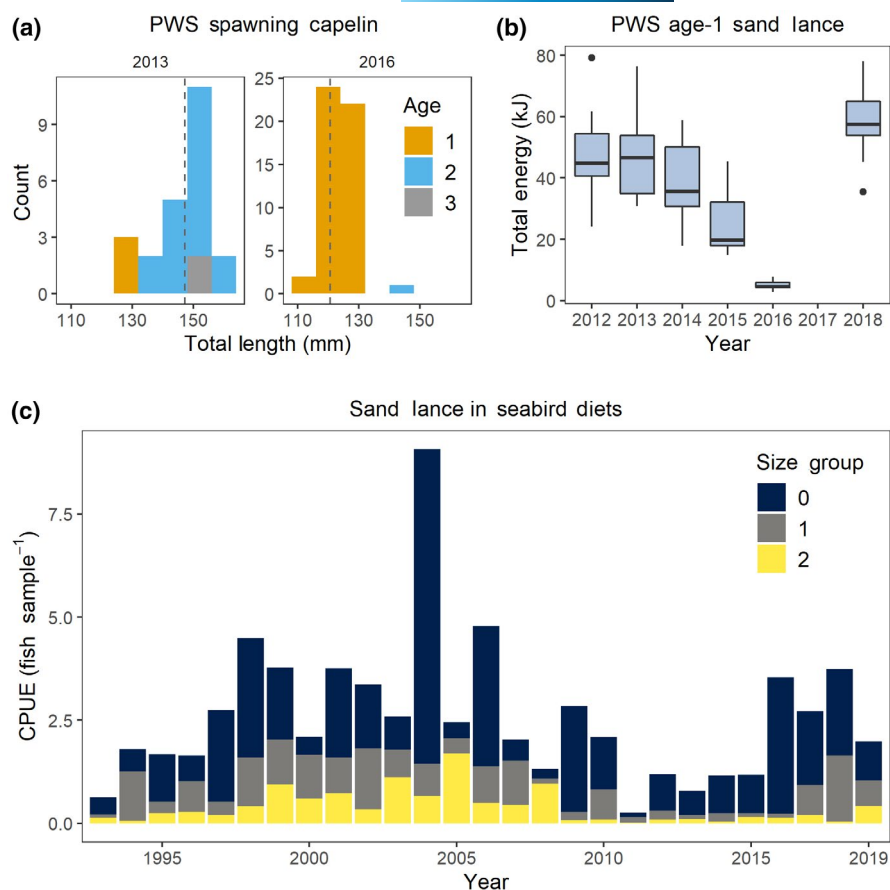 (a) PWS spawning capelin
2013 2016
Count
9
6
3
0
25
20
15
10
5
0
Age
1
2
3
110 130 150 110 130 150
Total length (mm)
(b) PWS age-1 sand lance
Total energy (kJ)
80
60
40
20
0
2012 2013 2014 2015 2016 2017 2018
Year
(c) Sand lance in seabird diets
CPUE (fish sample⁻¹)
7.5
5.0
2.5
0.0
Size group
0
1
2
1995 2000 2005 2010 2015 2019
Year